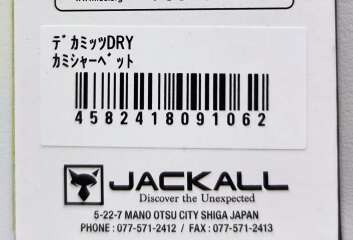 ﾃﾞｶﾐｯﾂDRY
ｶﾐｼｬｰﾍﾞｯﾄ
4582418091062
JACKALL
Discover the Unexpected
5-22-7 MANO OTSU CITY SHIGA JAPAN
PHONE : 077-571-2412 / FAX : 077-571-2413